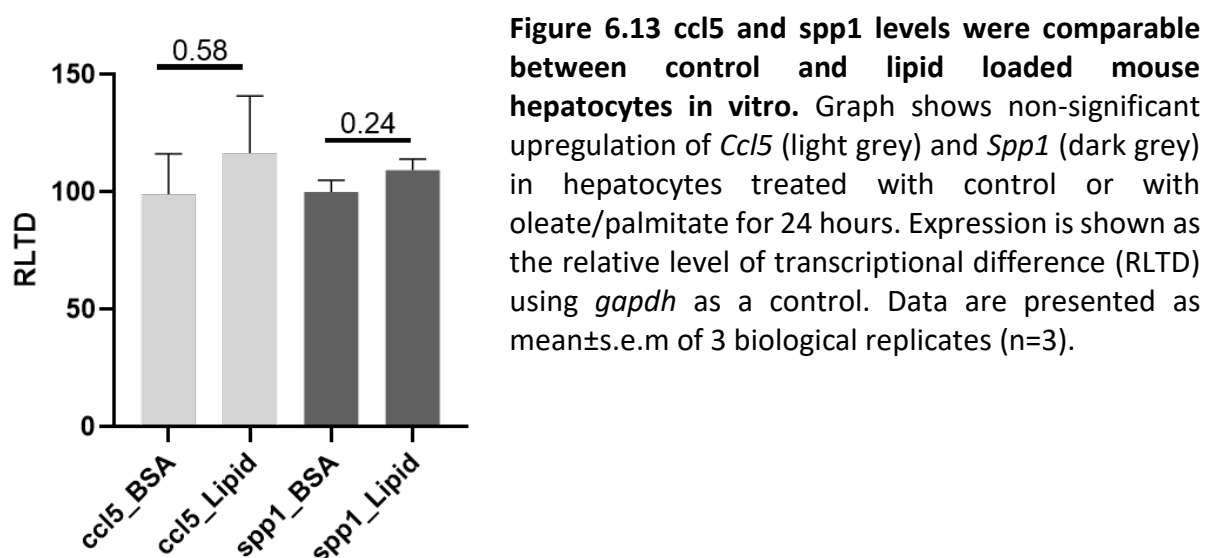 0.58
0.24
150
100
50
0
RLTD
ccl5_BSA
ccl5_Lipid
spp1_BSA
spp1_Lipid
Figure 6.13 ccl5 and spp1 levels were comparable
between control and lipid loaded mouse
hepatocytes in vitro. Graph shows non-significant
upregulation of Ccl5 (light grey) and Spp1 (dark grey)
in hepatocytes treated with control or with
oleate/palmitate for 24 hours. Expression is shown as
the relative level of transcriptional difference (RLTD)
using gapdh as a control. Data are presented as
mean±s.e.m of 3 biological replicates (n=3).